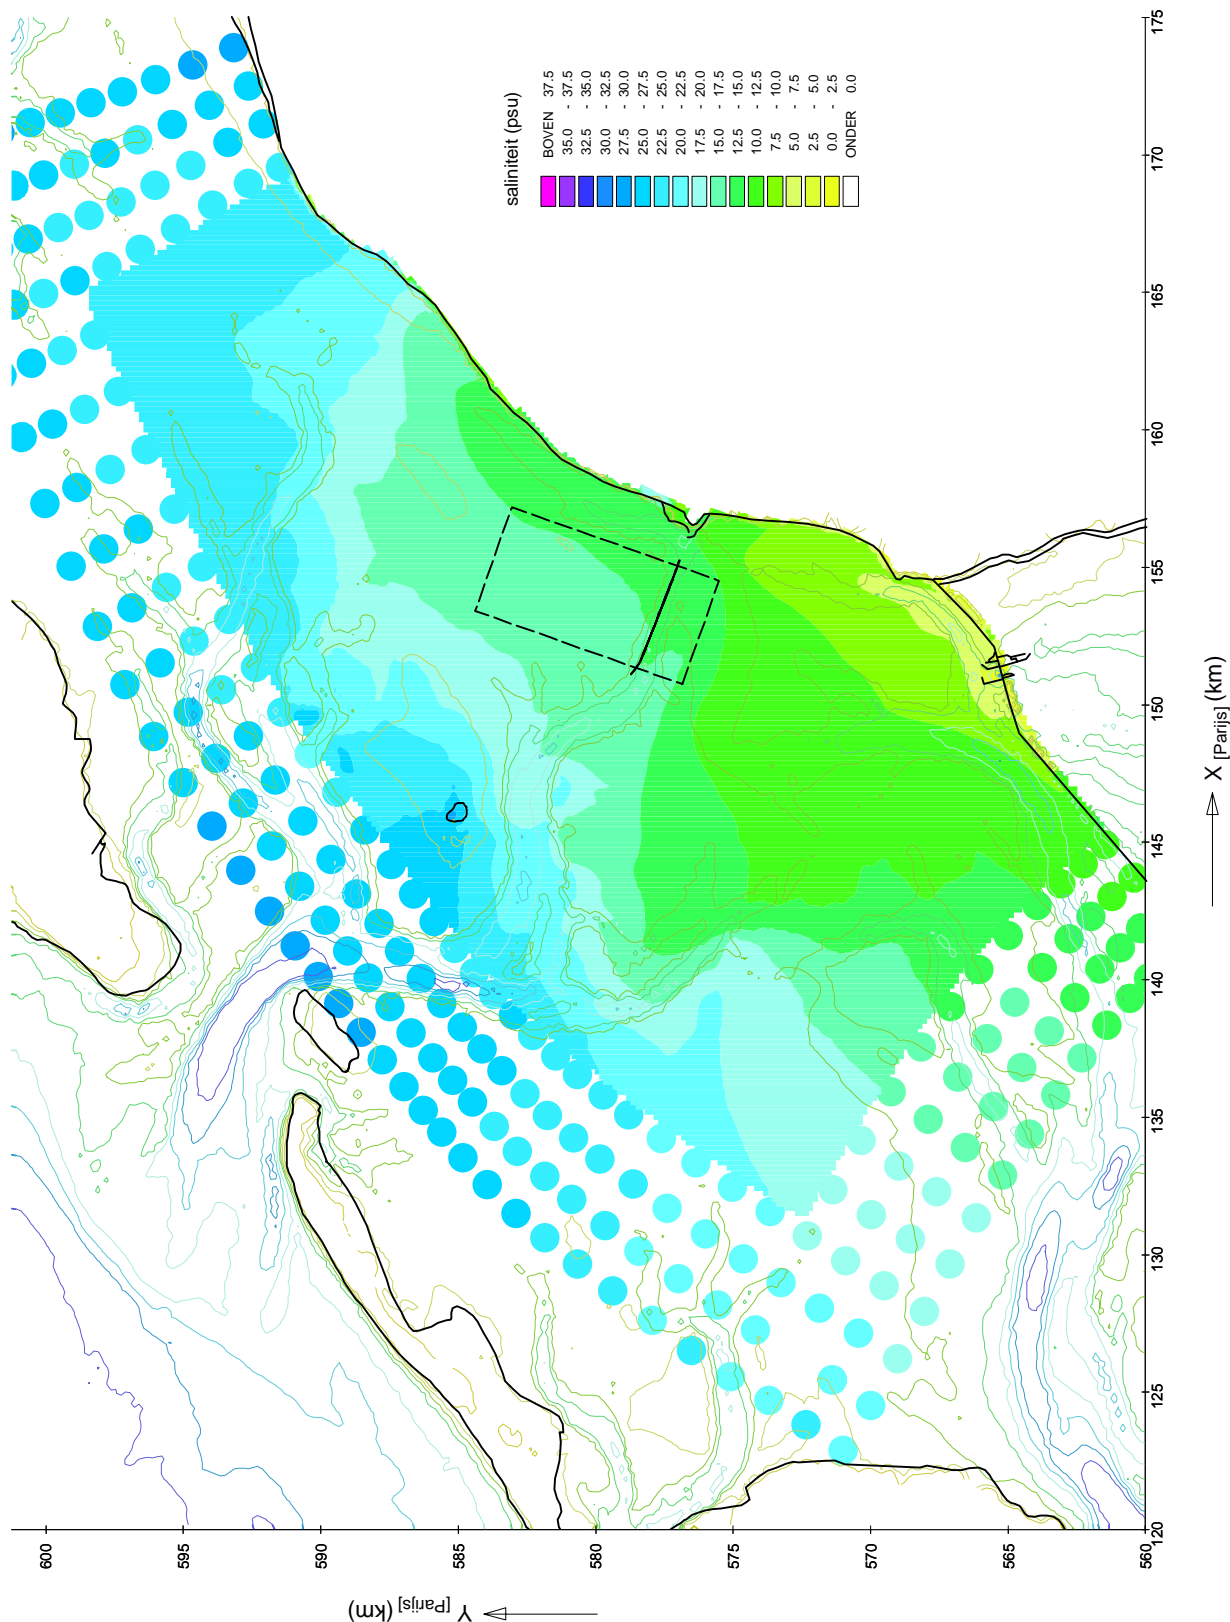 saliniteit (psu)
BOVEN 37.5
35.0 - 37.5
32.5 - 35.0
30.0 - 32.5
27.5 - 30.0
25.0 - 27.5
22.5 - 25.0
20.0 - 22.5
17.5 - 20.0
15.0 - 17.5
12.5 - 15.0
10.0 - 12.5
7.5 - 10.0
5.0 - 7.5
2.5 - 5.0
0.0 - 2.5
ONDER 0.0
600
595
590
585
580
575
570
565
560
Y [Parijs] (km)
120
125
130
135
140
145
150
155
160
165
170
175
X [Parijs] (km)